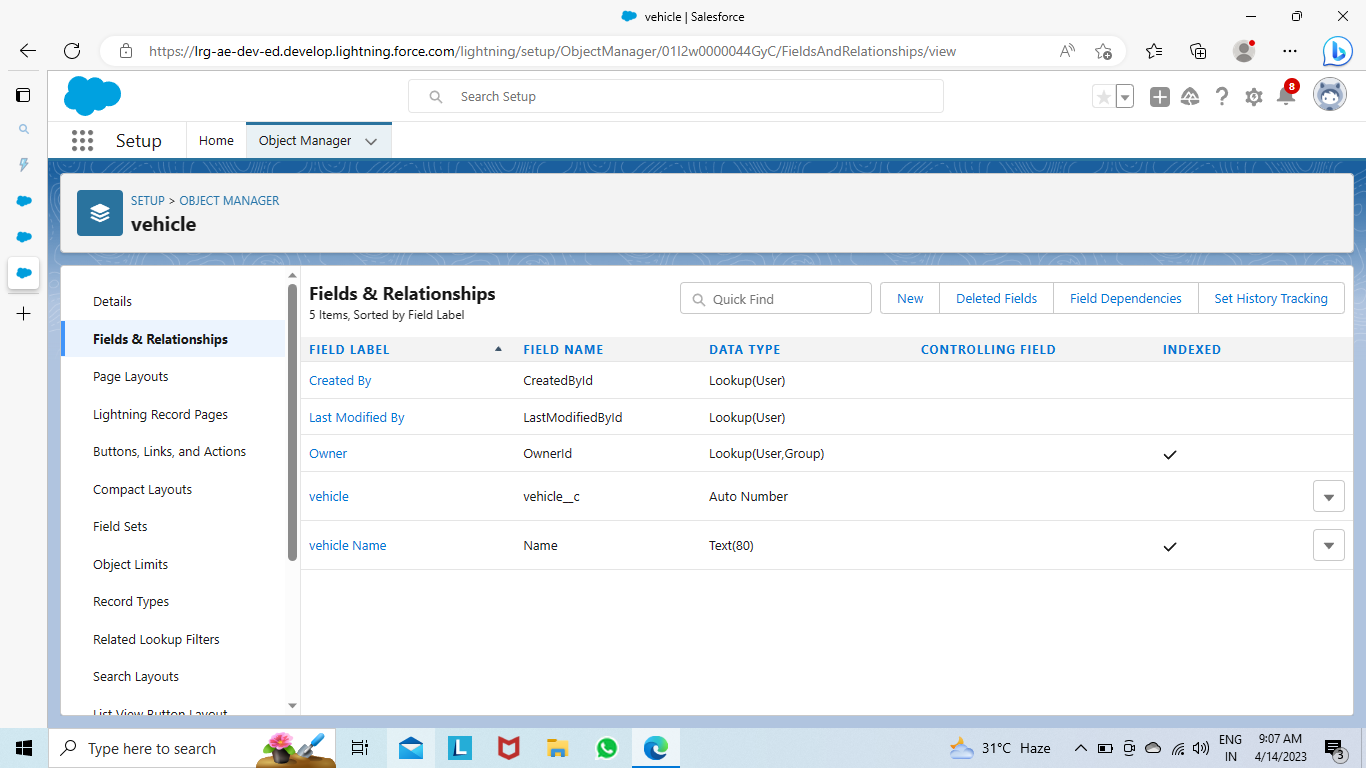 vehicle | Salesforce
https://lrg-ae-dev-ed.develop.lightning.force.com/lightning/setup/ObjectManager/01I2w0000044GyC/FieldsAndRelationships/view
Search Setup
8
Setup
Home
Object Manager
SETUP > OBJECT MANAGER
vehicle
Details
Fields & Relationships
Page Layouts
Lightning Record Pages
Buttons, Links, and Actions
Compact Layouts
Field Sets
Object Limits
Record Types
Related Lookup Filters
Search Layouts
List View Button Layout
Fields & Relationships
5 Items, Sorted by Field Label
Quick Find
New
Deleted Fields
Field Dependencies
Set History Tracking
FIELD LABEL FIELD NAME DATA TYPE CONTROLLING FIELD INDEXED
Created By CreatedById Lookup(User)
Last Modified By LastModifiedById Lookup(User)
Owner OwnerId Lookup(User,Group)
vehicle vehicle__c Auto Number
vehicle Name Name Text(80)
Type here to search
L
31°C Haze
ENG
IN
9:07 AM
4/14/2023
3